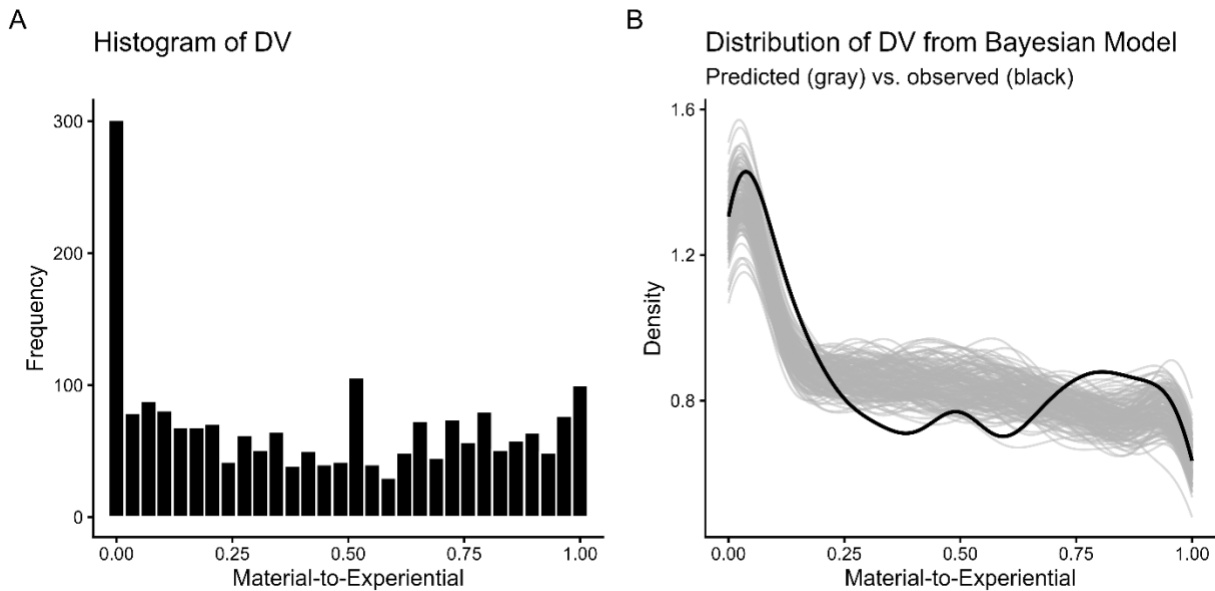 A
Histogram of DV
300
200
100
0
Frequency
0.00 0.25 0.50 0.75 1.00
Material-to-Experiential
B
Distribution of DV from Bayesian Model
Predicted (gray) vs. observed (black)
1.6
1.2
0.8
Density
0.00 0.25 0.50 0.75 1.00
Material-to-Experiential